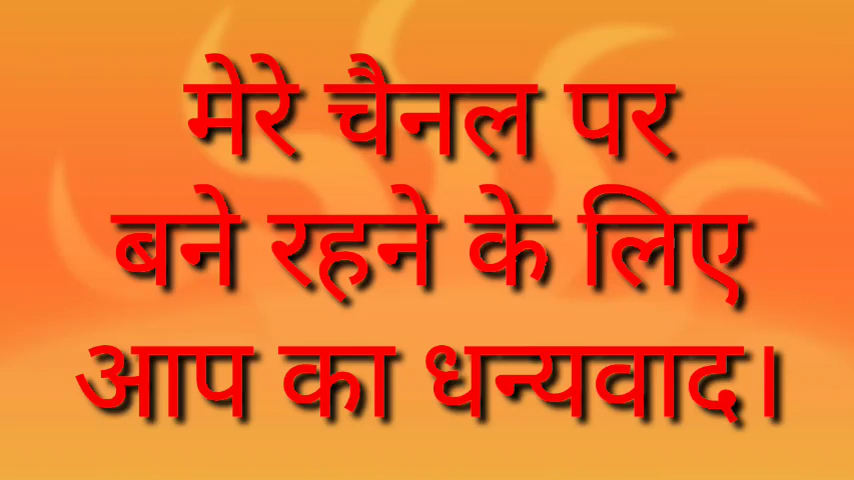 मेरे चैनल पर
बने रहने के लिए
आप का धन्यवाद।